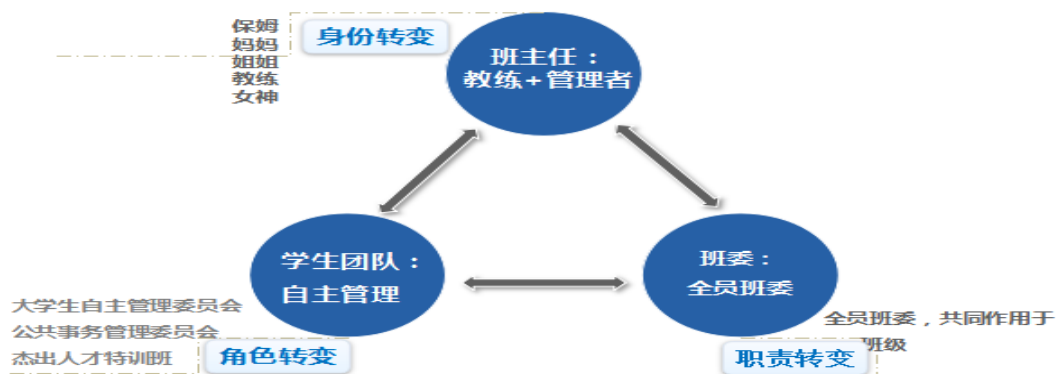 保姆
妈妈
姐姐
教练
女神
身份转变
班主任：
教练+管理者
学生团队：
自主管理
班委：
全员班委
大学生自主管理委员会
公共事务管理委员会
杰出人才特训班
角色转变
全员班委，共同作用于
班级
职责转变